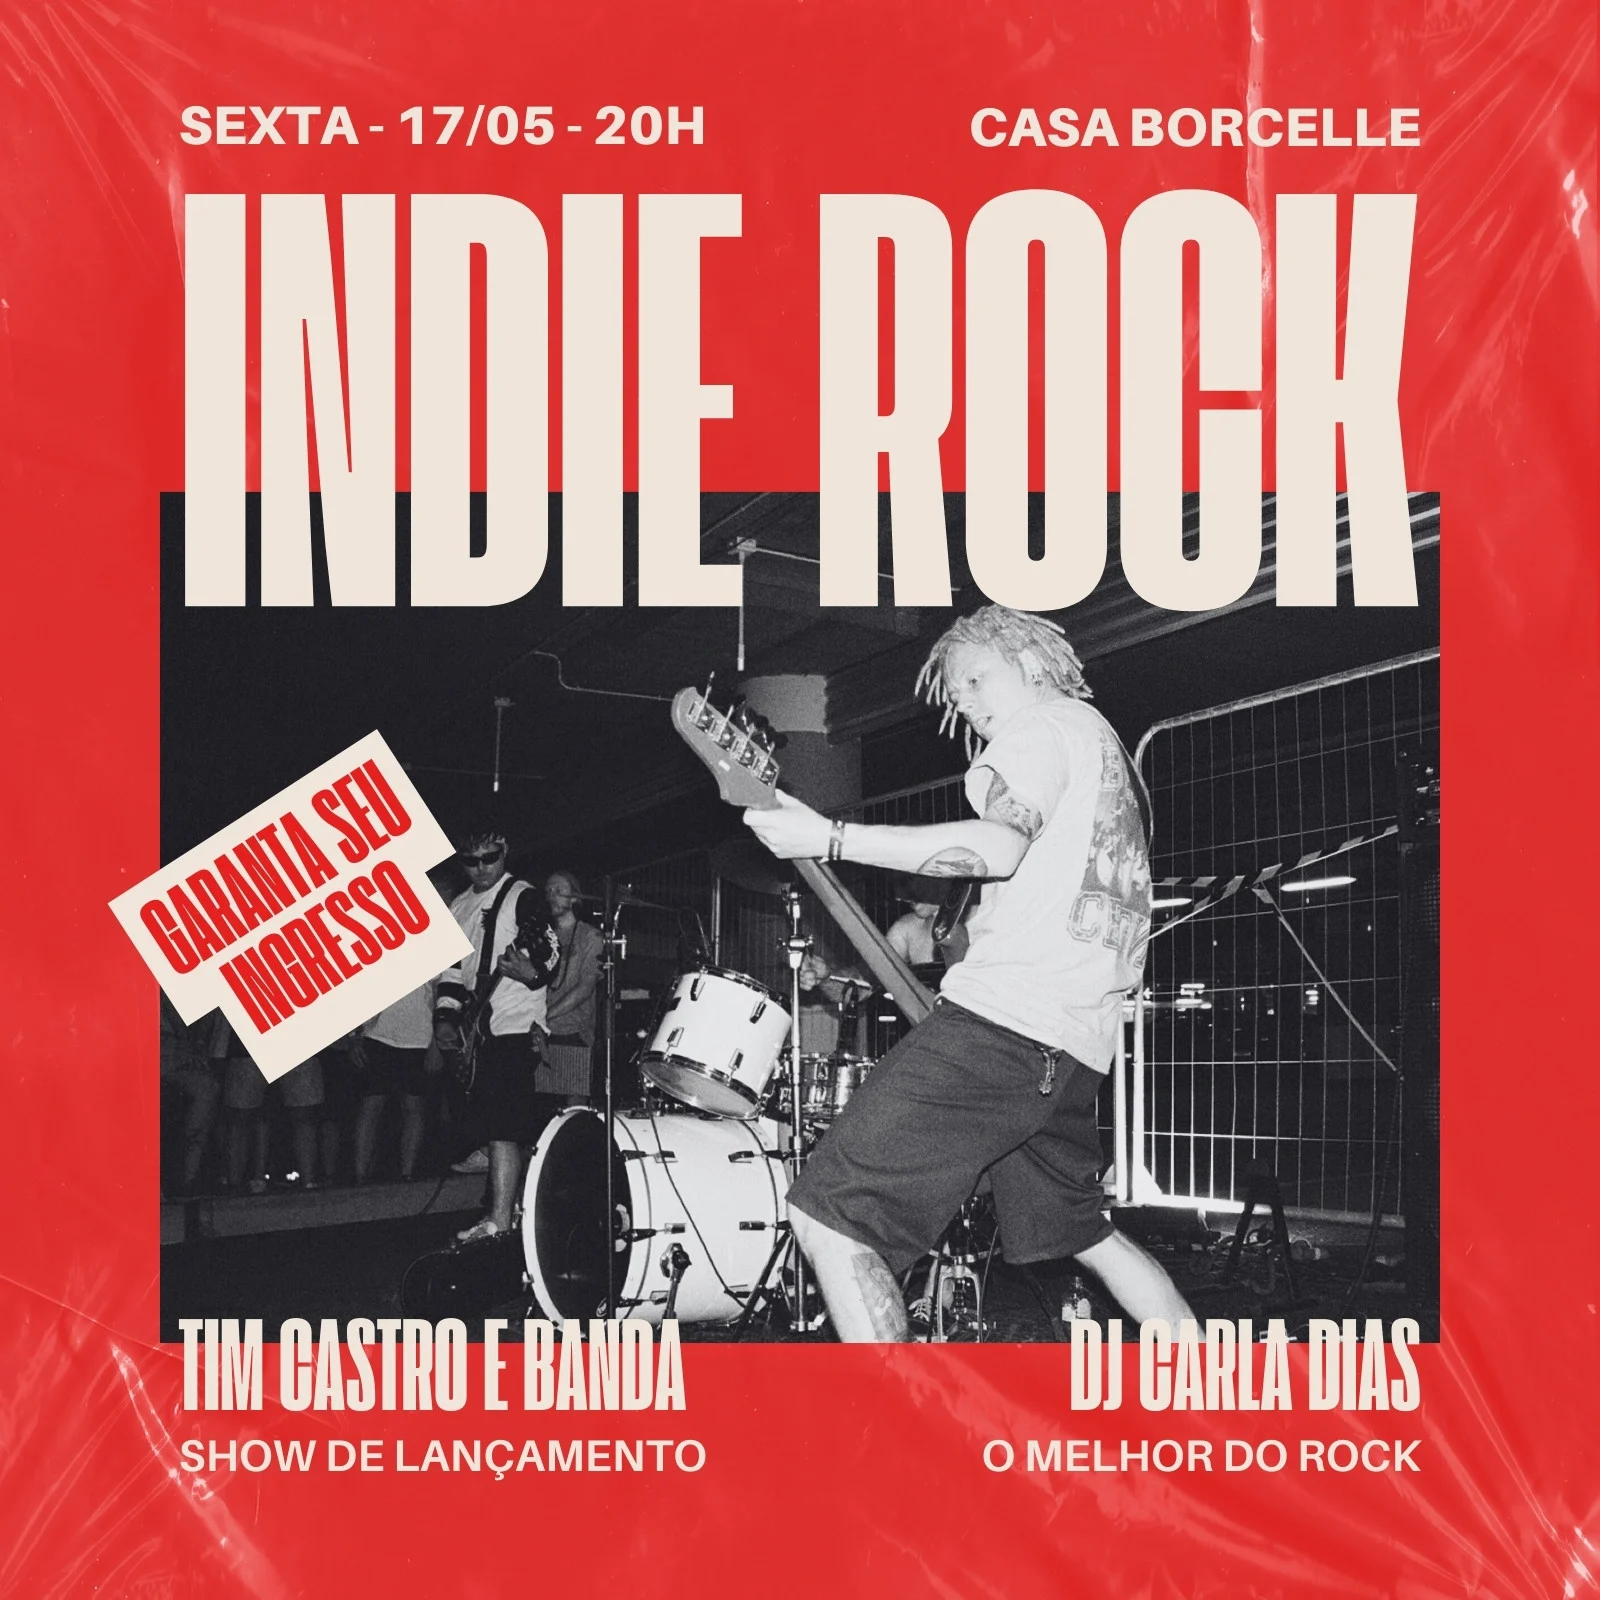 SEXTA - 17/05 - 20H
CASA BORCELLE
INDIE ROCK
GARANTA SEU
INGRESSO
TIM CASTRO E BANDA
SHOW DE LANÇAMENTO
DJ CARLA DIAS
O MELHOR DO ROCK